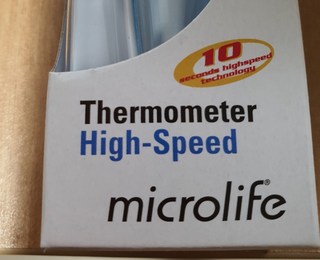 10
seconds highspeed
technology
Thermometer
High-Speed
microlife®